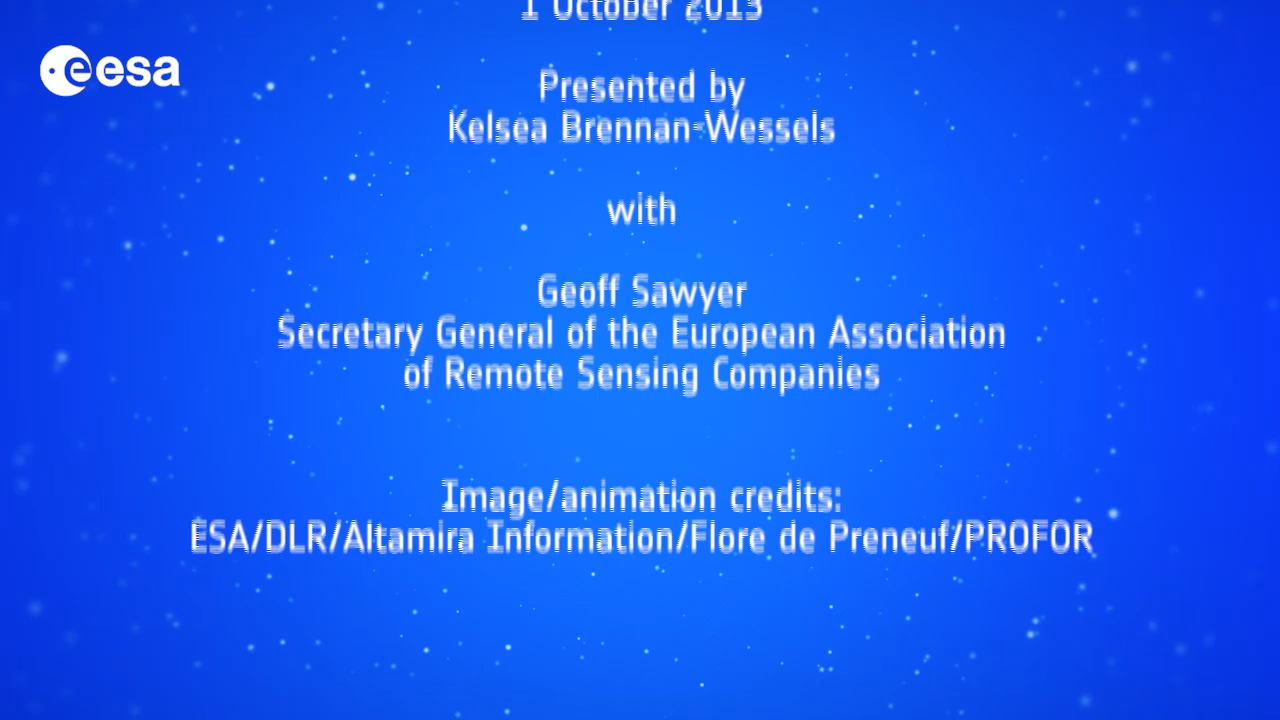 1 October 2013
esa
Presented by
Kelsea Brennan-Wessels
with
Geoff Sawyer
Secretary General of the European Association
of Remote Sensing Companies
Image/animation credits:
ESA/DLR/Altamira Information/Flore de Preneuf/PROFOR